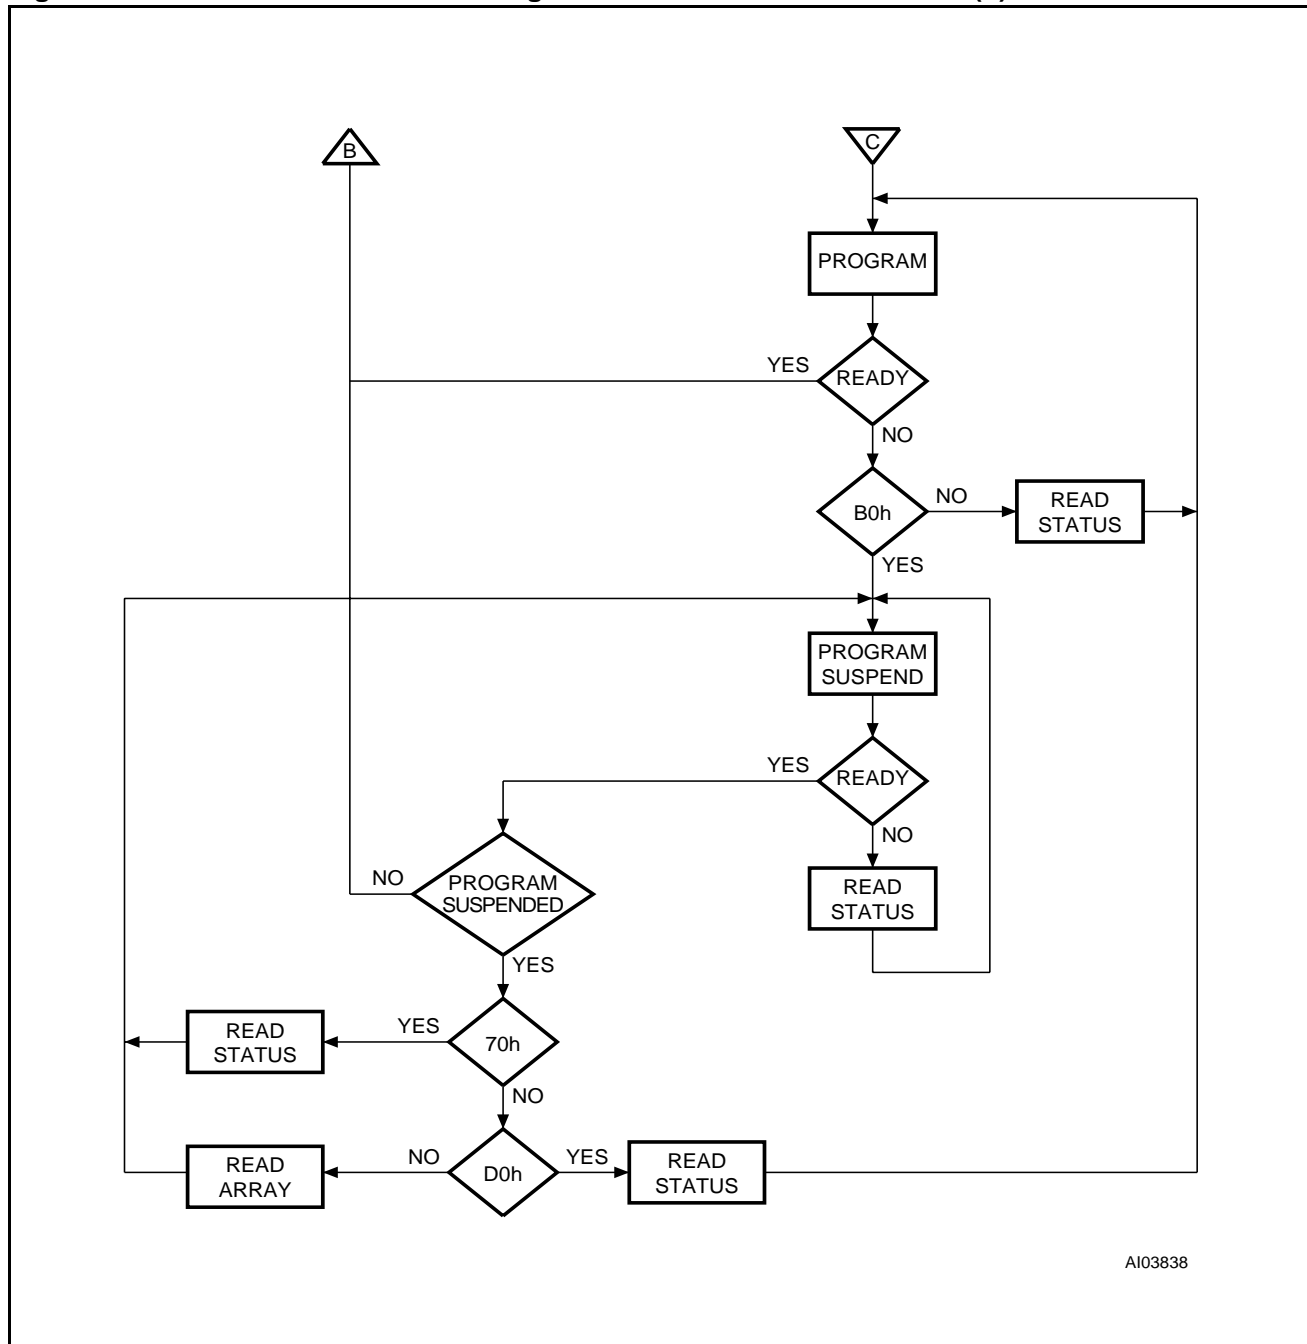 B
C
PROGRAM
YES
READY
NO
B0h
NO
READ
STATUS
YES
PROGRAM
SUSPEND
YES
READY
NO
NO
PROGRAM
SUSPENDED
READ
STATUS
YES
READ
STATUS
YES
70h
NO
READ
ARRAY
NO
D0h
YES
READ
STATUS
AI03838